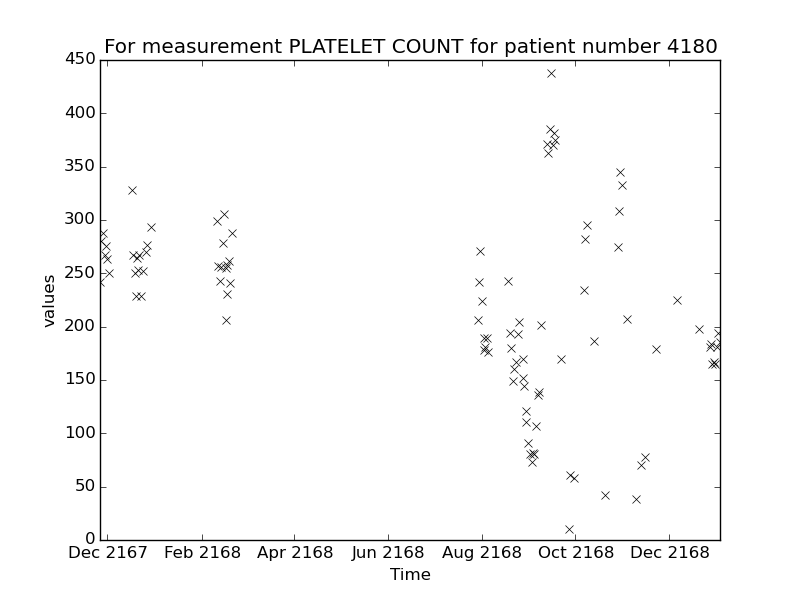 For measurement PLATELET COUNT for patient number 4180
450
400
350
300
250
200
150
100
50
0
values
Dec 2167 Feb 2168 Apr 2168 Jun 2168 Aug 2168 Oct 2168 Dec 2168
Time